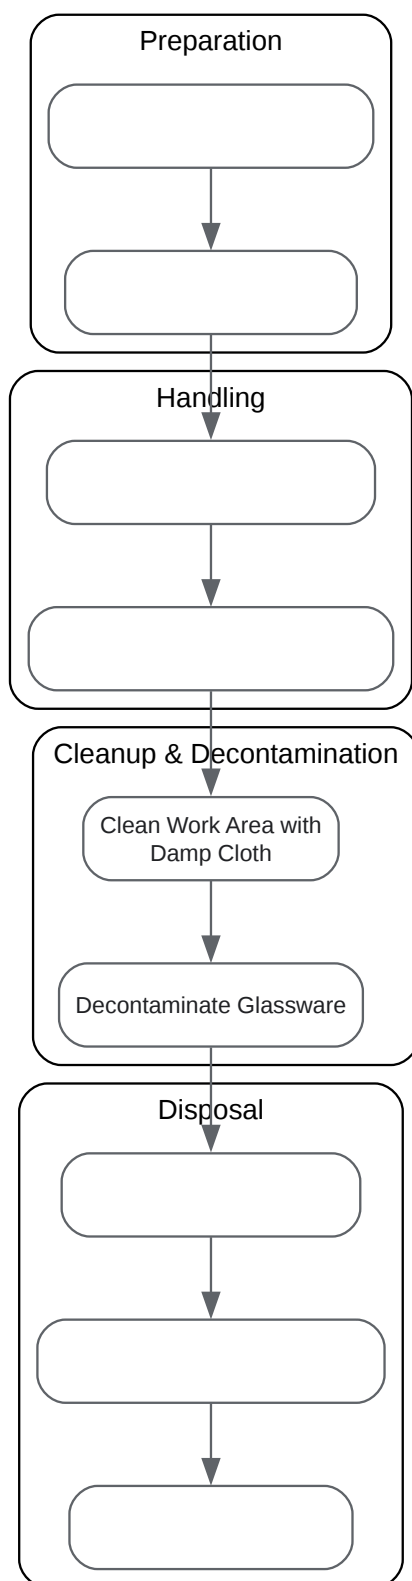 Preparation
Handling
Cleanup & Decontamination
Clean Work Area with
Damp Cloth
Decontaminate Glassware
Disposal